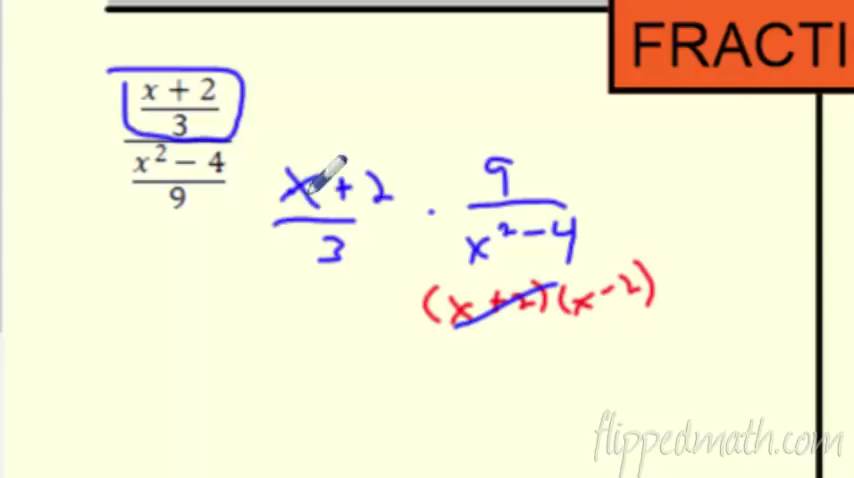 FRACTI
x + 2
3
x² − 4
9
x + 2
3
·
9
x² − 4
(x + 2)(x − 2)
flippedmath.com